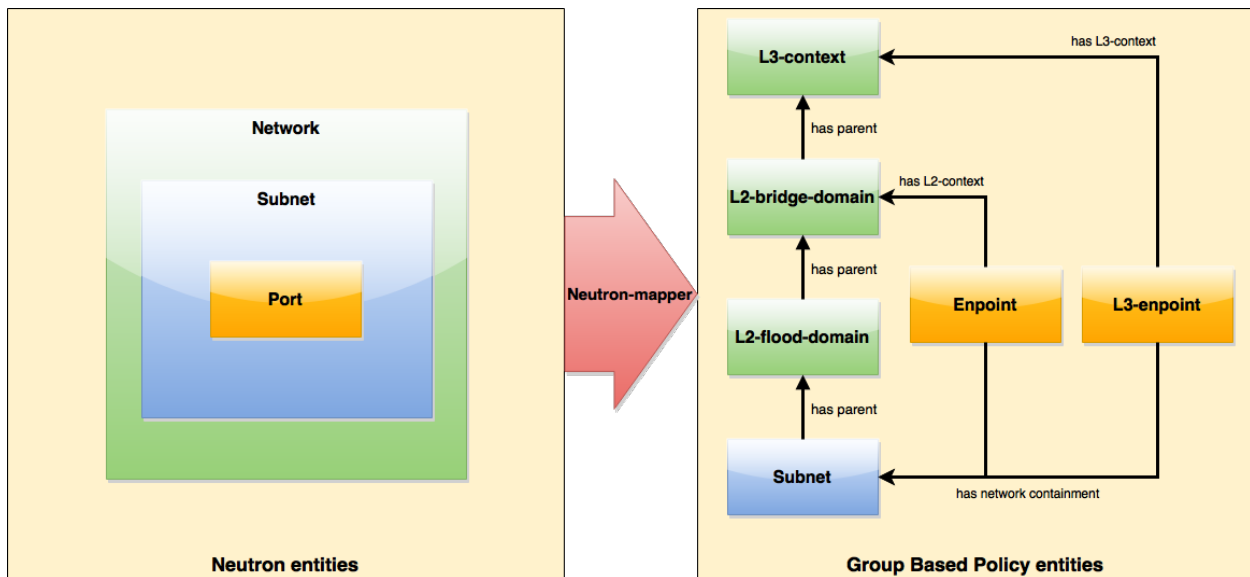 Network
Subnet
Port
Neutron entities
Neutron-mapper
L3-context
has L3-context
has parent
L2-bridge-domain
has L2-context
has parent
L2-flood-domain
Enpoint
L3-enpoint
has parent
Subnet
has network containment
Group Based Policy entities